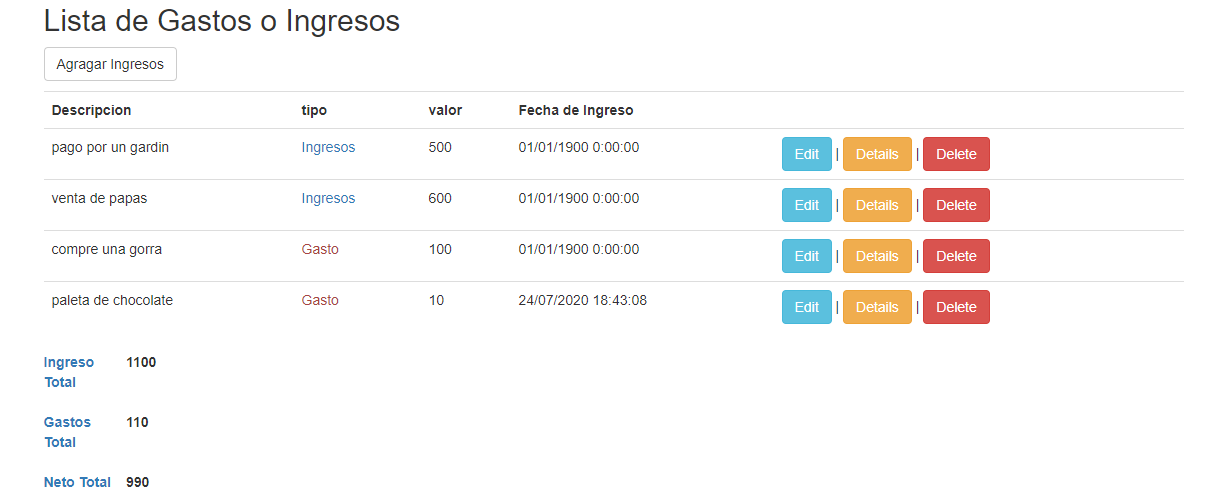 Lista de Gastos o Ingresos
Agragar Ingresos
Descripcion tipo valor Fecha de Ingreso
pago por un gardin Ingresos 500 01/01/1900 0:00:00 Edit | Details | Delete
venta de papas Ingresos 600 01/01/1900 0:00:00 Edit | Details | Delete
compre una gorra Gasto 100 01/01/1900 0:00:00 Edit | Details | Delete
paleta de chocolate Gasto 10 24/07/2020 18:43:08 Edit | Details | Delete
Ingreso 1100
Total
Gastos 110
Total
Neto Total 990